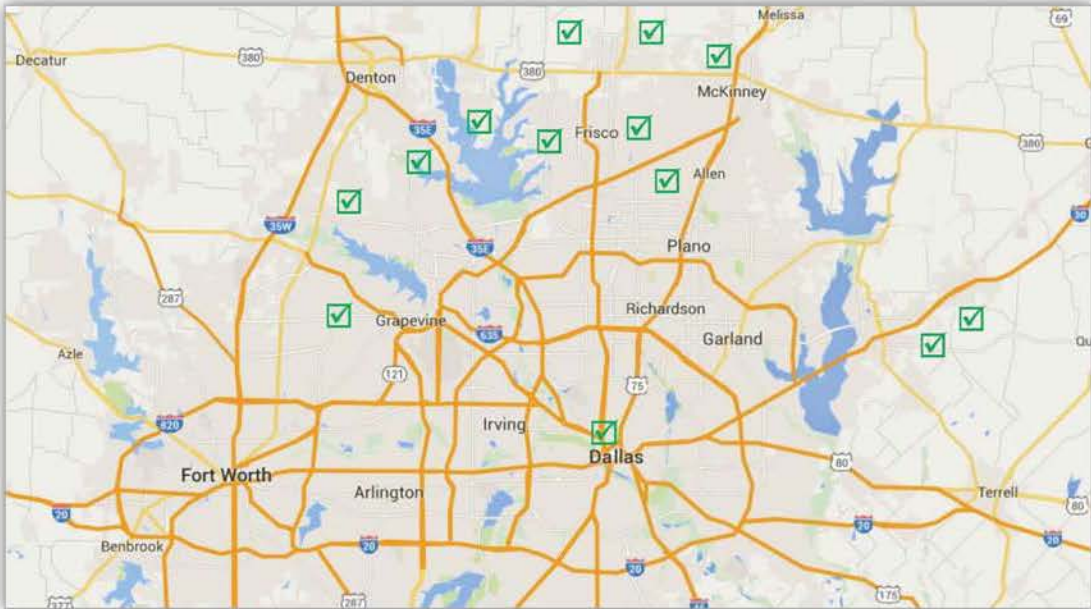 Melissa
69
Decatur
380
380
Denton
McKinney
35E
Frisco
380
Allen
35W
30
35E
Plano
287
Richardson
Grapevine
635
Garland
Azle
121
75
820
Irving
Dallas
80
Fort Worth
Arlington
Terrell
80
20
20
20
Benbrook
20
20
287
175